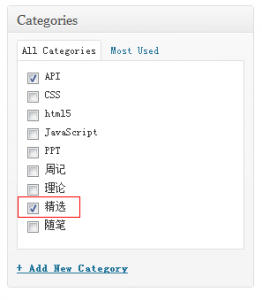 Categories
All Categories Most Used
API
CSS
html5
JavaScript
PPT
周记
理论
精选
随笔
+ Add New Category